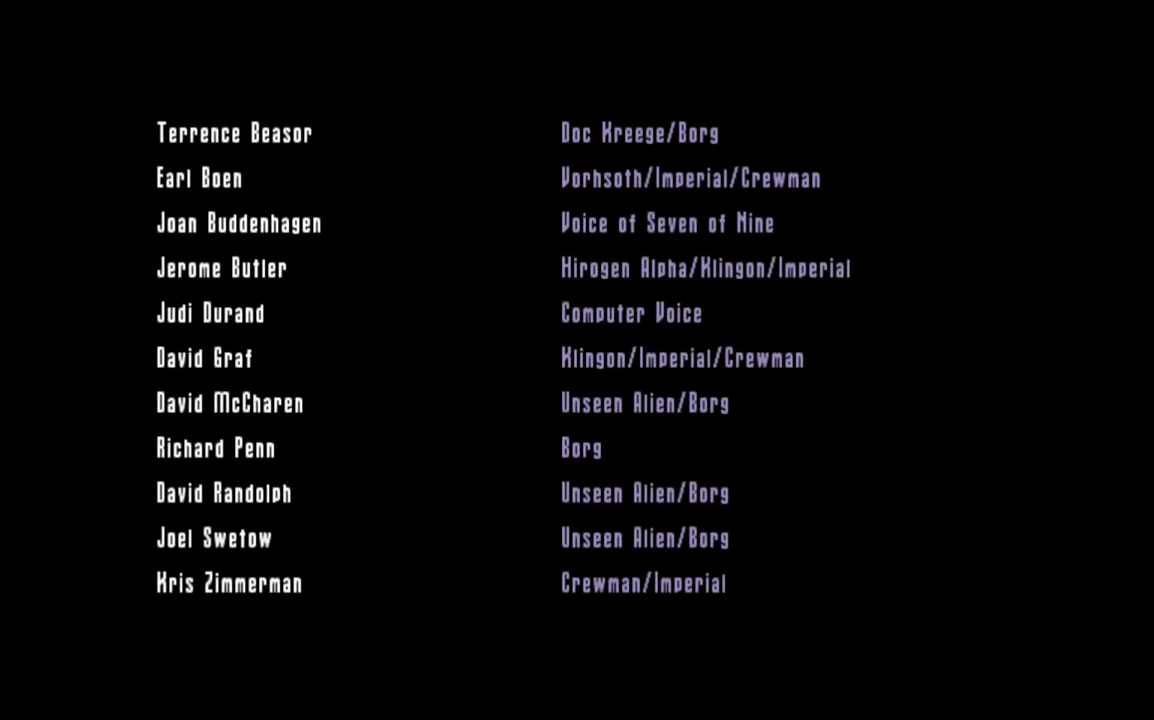 Terrence Beasor Doc Kreege/Borg
Earl Boen Vorhsoth/Imperial/Crewman
Joan Buddenhagen Voice of Seven of Nine
Jerome Butler Hirogen Alpha/Klingon/Imperial
Judi Durand Computer Voice
David Graf Klingon/Imperial/Crewman
David McCharen Unseen Alien/Borg
Richard Penn Borg
David Randolph Unseen Alien/Borg
Joel Swetow Unseen Alien/Borg
Kris Zimmerman Crewman/Imperial